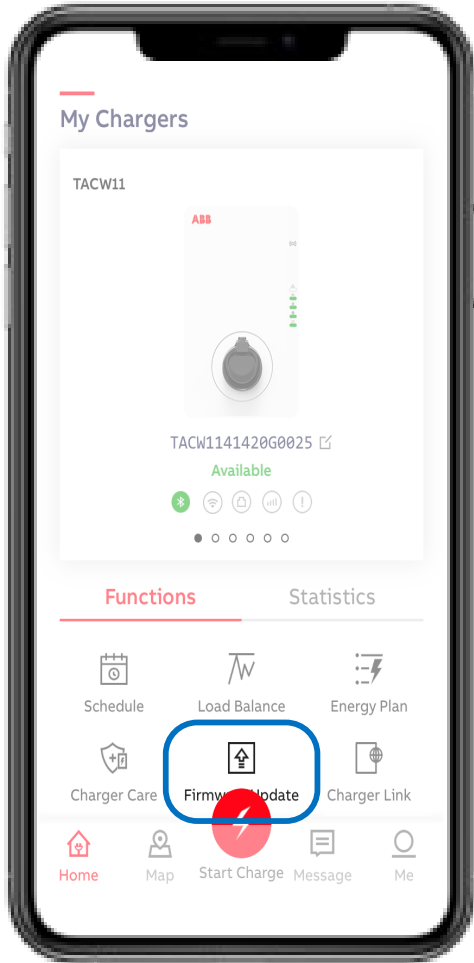 My Chargers
TACW11
ABB
TACW1141420G0025
Available
Functions Statistics
Schedule Load Balance Energy Plan
Charger Care Firmware Update Charger Link
Home Map Start Charge Message Me